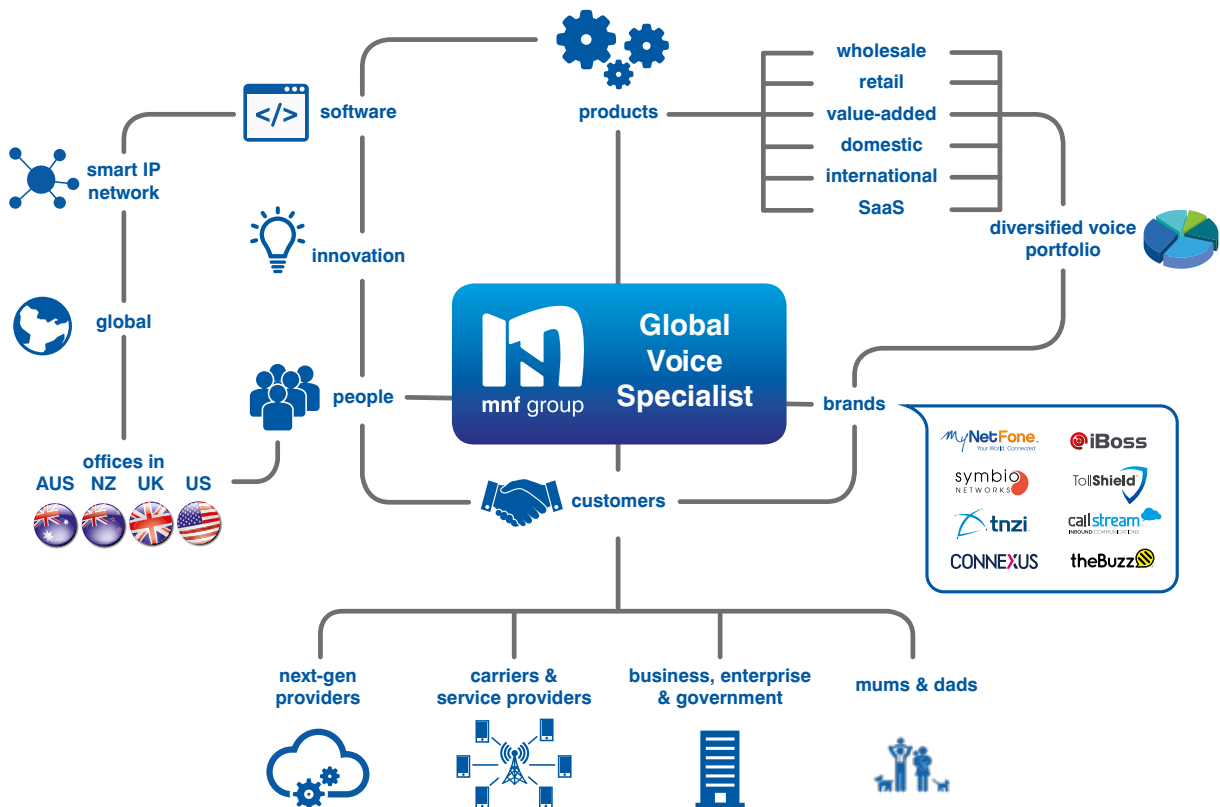 wholesale
retail
value-added
domestic
international
SaaS
products
</>
software
smart IP
network
diversified voice
portfolio
innovation
global
mnf group
Global
Voice
Specialist
people
brands
offices in
AUS NZ UK US
customers
MyNetFone
Your World, Connected
iBoss
symbio
NETWORKS
TollShield
tnzi
callstream
INBOUND COMMUNICATIONS
CONNEXUS
theBuzz
next-gen
providers
carriers &
service providers
business, enterprise
& government
mums & dads